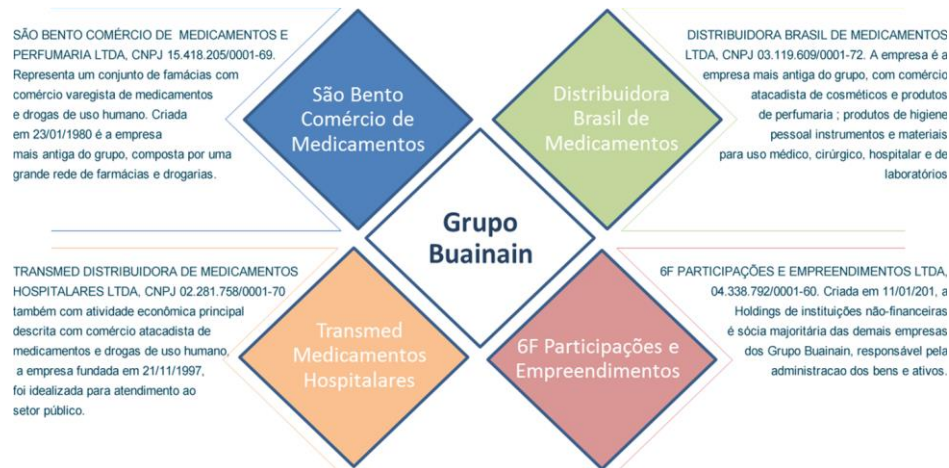 SÃO BENTO COMÉRCIO DE MEDICAMENTOS E
PERFUMARIA LTDA, CNPJ 15.418.205/0001-69.
Representa um conjunto de famácias com
comércio varegista de medicamentos
e drogas de uso humano. Criada
em 23/01/1980 é a empresa
mais antiga do grupo, composta por uma
grande rede de farmácias e drogarias.
São Bento
Comércio de
Medicamentos
Distribuidora
Brasil de
Medicamentos
DISTRIBUIDORA BRASIL DE MEDICAMENTOS
LTDA, CNPJ 03.119.609/0001-72. A empresa é a
empresa mais antiga do grupo, com comércio
atacadista de cosméticos e produtos
de perfumaria ; produtos de higiene
pessoal instrumentos e materiais
para uso médico, cirúrgico, hospitalar e de
laboratórios
Grupo
Buainain
TRANSMED DISTRIBUIDORA DE MEDICAMENTOS
HOSPITALARES LTDA, CNPJ 02.281.758/0001-70
também com atividade econômica principal
descrita com comércio atacadista de
medicamentos e drogas de uso humano,
a empresa fundada em 21/11/1997,
foi idealizada para atendimento ao
setor público.
Transmed
Medicamentos
Hospitalares
6F Participações e
Empreendimentos
6F PARTICIPAÇÕES E EMPREENDIMENTOS LTDA,
04.338.792/0001-60. Criada em 11/01/201, a
Holdings de instituições não-financeiras
é sócia majoritária das demais empresas
dos Grupo Buainain, responsável pela
administracao dos bens e ativos.